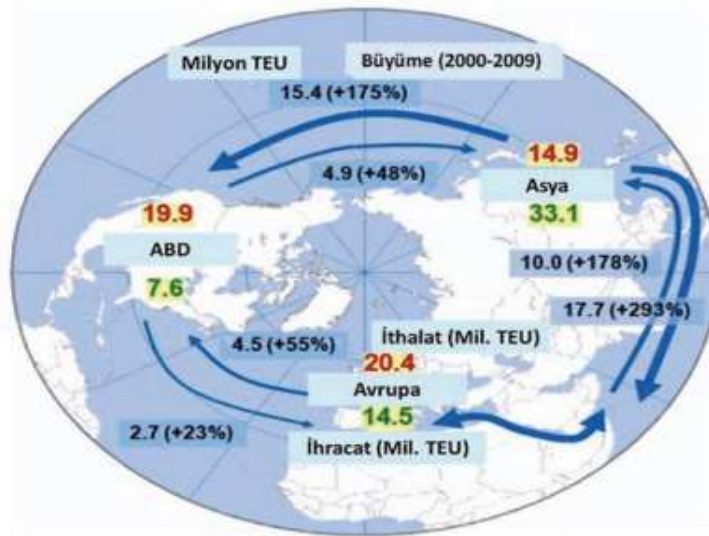 Milyon TEU
Büyüme (2000-2009)
15.4 (+175%)
4.9 (+48%)
14.9
Asya
33.1
19.9
ABD
7.6
10.0 (+178%)
17.7 (+293%)
4.5 (+55%)
İthalat (Mil. TEU)
20.4
Avrupa
14.5
2.7 (+23%)
İhracat (Mil. TEU)